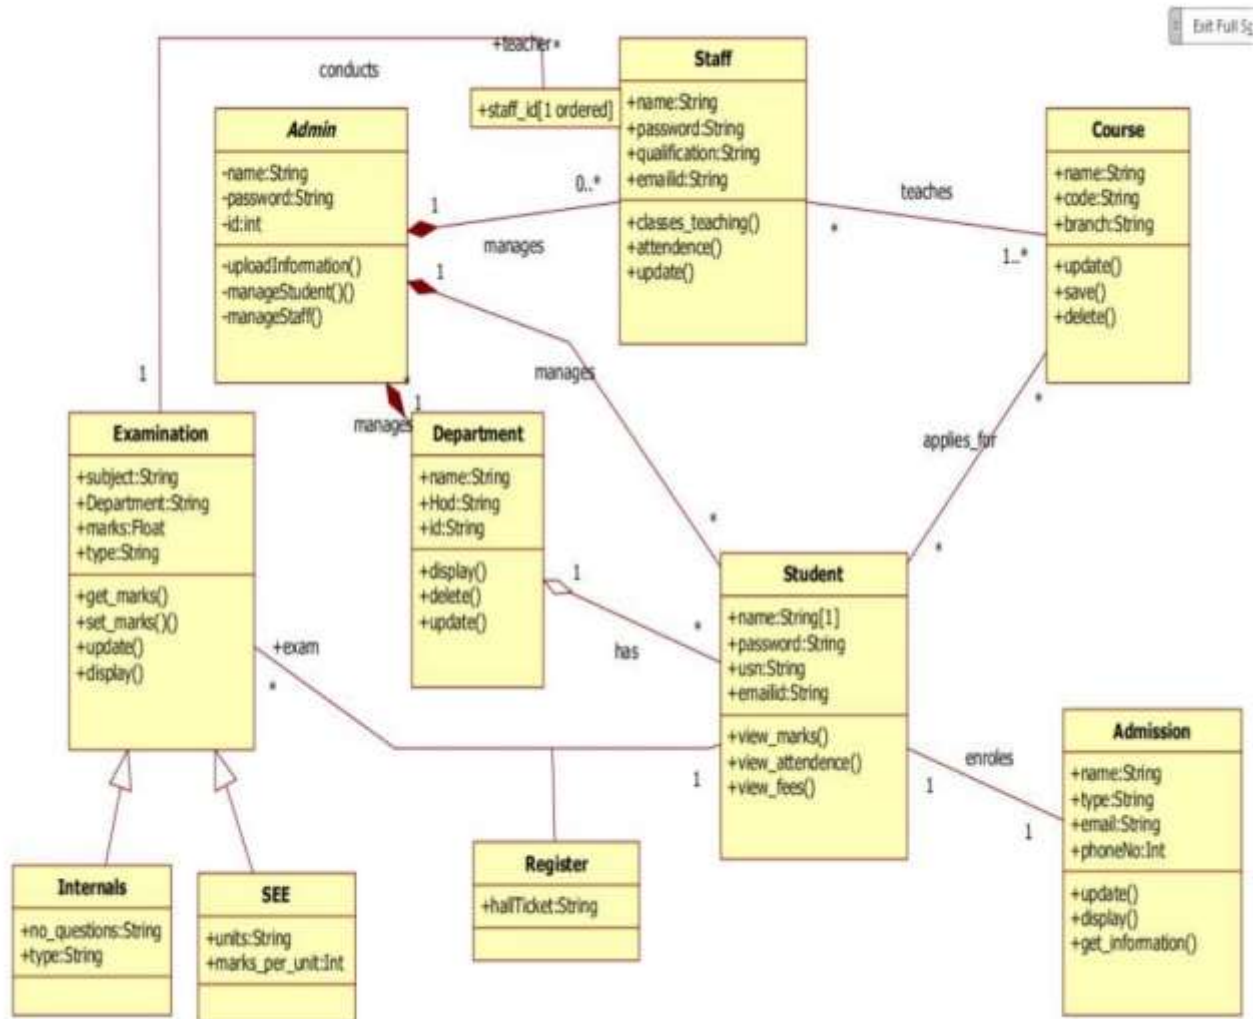 Exit Full
conducts
+teacher *
+staff_id[1 ordered]
Staff
+name:String
+password:String
+qualification:String
+emailid:String
+classes_teaching()
+attendence()
+update()
Admin
-name:String
-password:String
-id:int
-uploadInformation()
-manageStudent()()
-manageStaff()
Course
+name:String
+code:String
+branch:String
+update()
+save()
+delete()
1
0..*
manages
teaches
*
1..*
1
manages
*
1
*
1
manages
applies_for
*
*
Examination
+subject:String
+Department:String
+marks:Float
+type:String
+get_marks()
+set_marks()()
+update()
+display()
Department
+name:String
+Hod:String
+id:String
+display()
+delete()
+update()
1
has
*
Student
+name:String[1]
+password:String
+usn:String
+emailid:String
+view_marks()
+view_attendence()
+view_fees()
+exam
*
1
enroles
1
1
Admission
+name:String
+type:String
+email:String
+phoneNo:Int
+update()
+display()
+get_information()
Internals
+no_questions:String
+type:String
SEE
+units:String
+marks_per_unit:Int
Register
+hallTicket:String